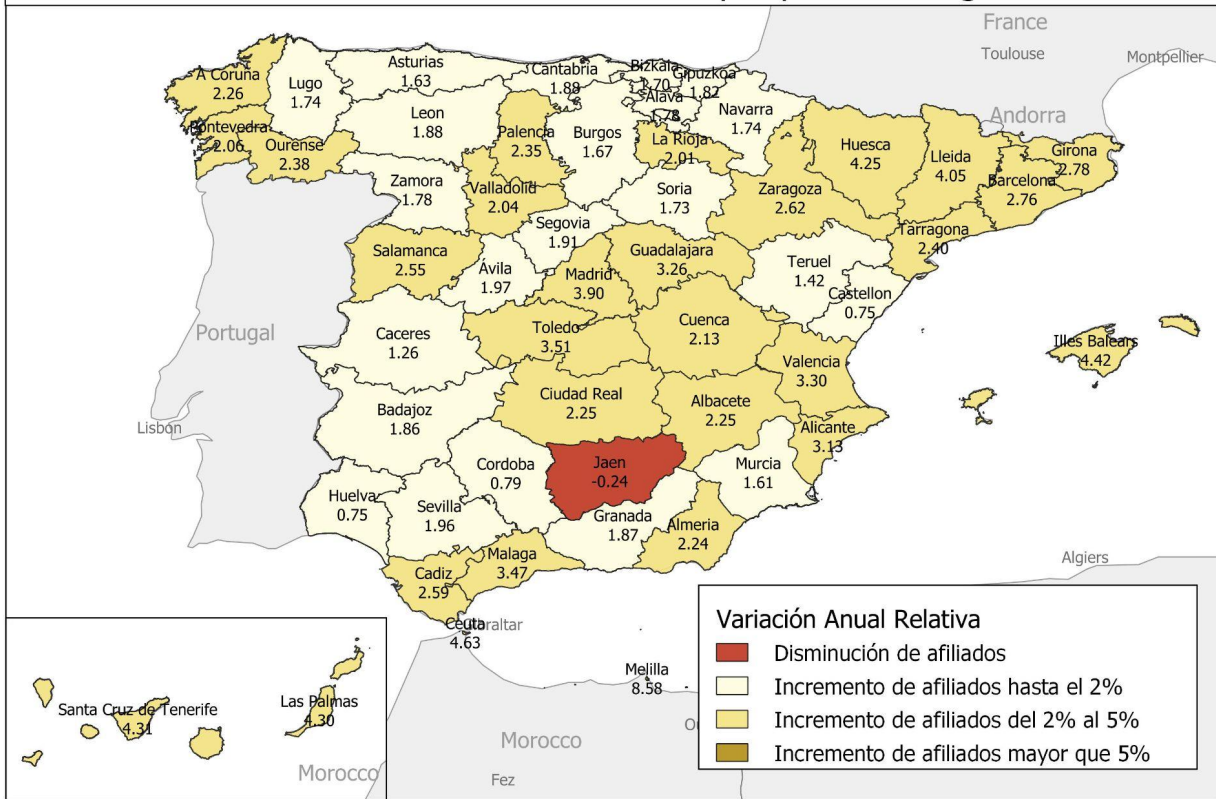 France
Toulouse
Montpellier
Andorra
A Coruña
2.26
Lugo
1.74
Asturias
1.63
Cantabria
1.88
Bizkaia
1.70
Gipuzkoa
1.82
Alava
1.78
Navarra
1.74
Pontevedra
2.06
Ourense
2.38
Leon
1.88
Palencia
2.35
Burgos
1.67
La Rioja
2.01
Huesca
4.25
Lleida
4.05
Girona
2.78
Barcelona
2.76
Zamora
1.78
Valladolid
2.04
Soria
1.73
Zaragoza
2.62
Tarragona
2.40
Segovia
1.91
Salamanca
2.55
Ávila
1.97
Madrid
3.90
Guadalajara
3.26
Teruel
1.42
Castellon
0.75
Portugal
Caceres
1.26
Toledo
3.51
Cuenca
2.13
Valencia
3.30
Illes Balears
4.42
Lisbon
Badajoz
1.86
Ciudad Real
2.25
Albacete
2.25
Alicante
3.13
Cordoba
0.79
Jaen
-0.24
Murcia
1.61
Huelva
0.75
Sevilla
1.96
Granada
1.87
Almeria
2.24
Cadiz
2.59
Malaga
3.47
Algiers
Ceuta
4.63
Gibraltar
Melilla
8.58
Morocco
Fez
Santa Cruz de Tenerife
4.31
Las Palmas
4.30
Morocco
Variación Anual Relativa
Disminución de afiliados
Incremento de afiliados hasta el 2%
Incremento de afiliados del 2% al 5%
Incremento de afiliados mayor que 5%